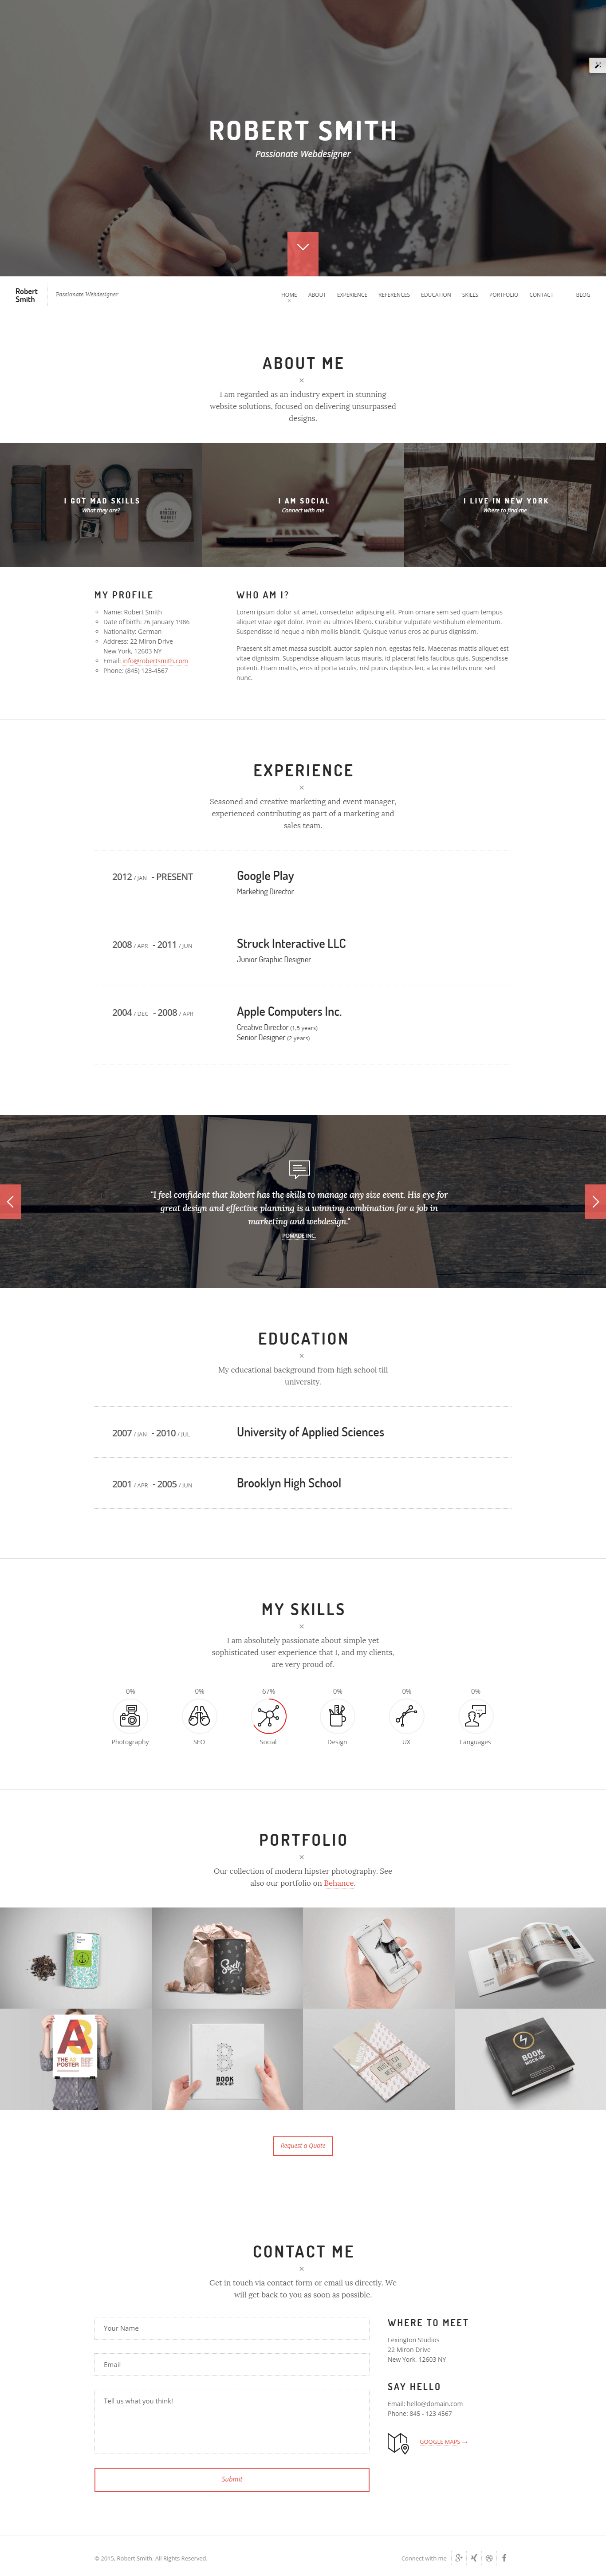 ROBERT SMITH
Passionate Webdesigner
Robert
Smith
Passionate Webdesigner
HOME
ABOUT
EXPERIENCE
REFERENCES
EDUCATION
SKILLS
PORTFOLIO
CONTACT
BLOG
ABOUT ME
I am regarded as an industry expert in stunning
website solutions, focused on delivering unsurpassed
designs.
I GOT MAD SKILLS
What they are?
I AM SOCIAL
Connect with me
I LIVE IN NEW YORK
Where to find me
MY PROFILE
Name: Robert Smith
Date of birth: 26 January 1986
Nationality: German
Address: 22 Miron Drive
New York, 12603 NY
Email: info@robertsmith.com
Phone: (845) 123-4567
WHO AM I?
Lorem ipsum dolor sit amet, consectetur adipiscing elit. Proin ornare sem sed quam tempus
aliquet vitae eget dolor. Proin eu ultrices libero. Curabitur vulputate vestibulum elementum.
Suspendisse id neque a nibh mollis blandit. Quisque varius eros ac purus dignissim.
Praesent sit amet massa suscipit, auctor sapien non, egestas felis. Maecenas mattis aliquet est
vitae dignissim. Suspendisse aliquam lacus mauris, id placerat felis faucibus quis. Suspendisse
potenti. Etiam mattis, eros id porta iaculis, nisl purus dapibus leo, a lacinia tellus nunc sed
nunc.
EXPERIENCE
Seasoned and creative marketing and event manager,
experienced contributing as part of a marketing and
sales team.
2012 / JAN - PRESENT
Google Play
Marketing Director
2008 / APR - 2011 / JUN
Struck Interactive LLC
Junior Graphic Designer
2004 / DEC - 2008 / APR
Apple Computers Inc.
Creative Director (1,5 years)
Senior Designer (2 years)
"I feel confident that Robert has the skills to manage any size event. His eye for
great design and effective planning is a winning combination for a job in
marketing and webdesign."
POMADE INC.
EDUCATION
My educational background from high school till
university.
2007 / JAN - 2010 / JUL
University of Applied Sciences
2001 / APR - 2005 / JUN
Brooklyn High School
MY SKILLS
I am absolutely passionate about simple yet
sophisticated user experience that I, and my clients,
are very proud of.
0%
0%
67%
0%
0%
0%
Photography
SEO
Social
Design
UX
Languages
PORTFOLIO
Our collection of modern hipster photography. See
also our portfolio on Behance.
Swell
AB
THE A3
POSTER
B
BOOK
MOCK-UP
BOOK
MOCK-UP
Request a Quote
CONTACT ME
Get in touch via contact form or email us directly. We
will get back to you as soon as possible.
Your Name
Email
Tell us what you think!
Submit
WHERE TO MEET
Lexington Studios
22 Miron Drive
New York, 12603 NY
SAY HELLO
Email: hello@domain.com
Phone: 845 - 123 4567
GOOGLE MAPS →
© 2015. Robert Smith. All Rights Reserved.
Connect with me